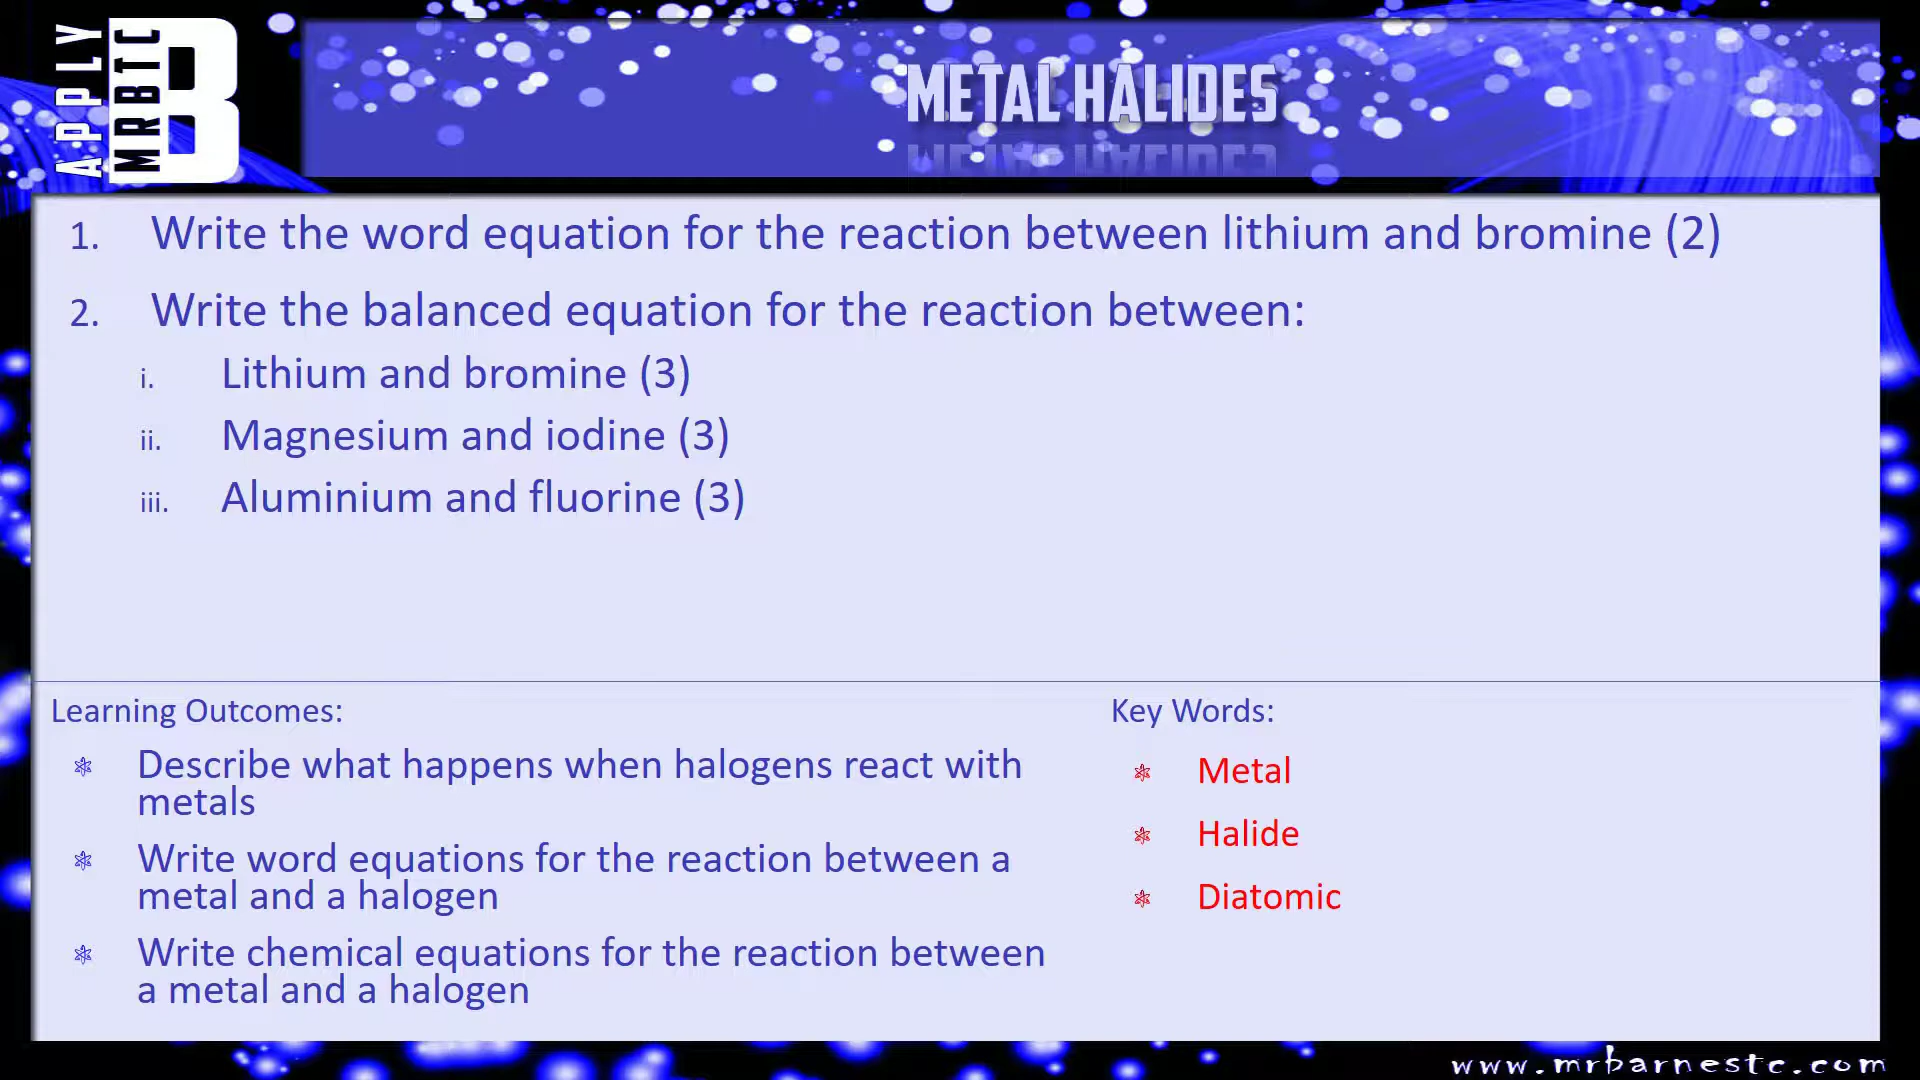 APPLY
MRBTC
B
METAL HALIDES
1. Write the word equation for the reaction between lithium and bromine (2)
2. Write the balanced equation for the reaction between:
i. Lithium and bromine (3)
ii. Magnesium and iodine (3)
iii. Aluminium and fluorine (3)
Learning Outcomes:
Describe what happens when halogens react with
metals
Write word equations for the reaction between a
metal and a halogen
Write chemical equations for the reaction between
a metal and a halogen
Key Words:
Metal
Halide
Diatomic
www.mrbarnestc.com